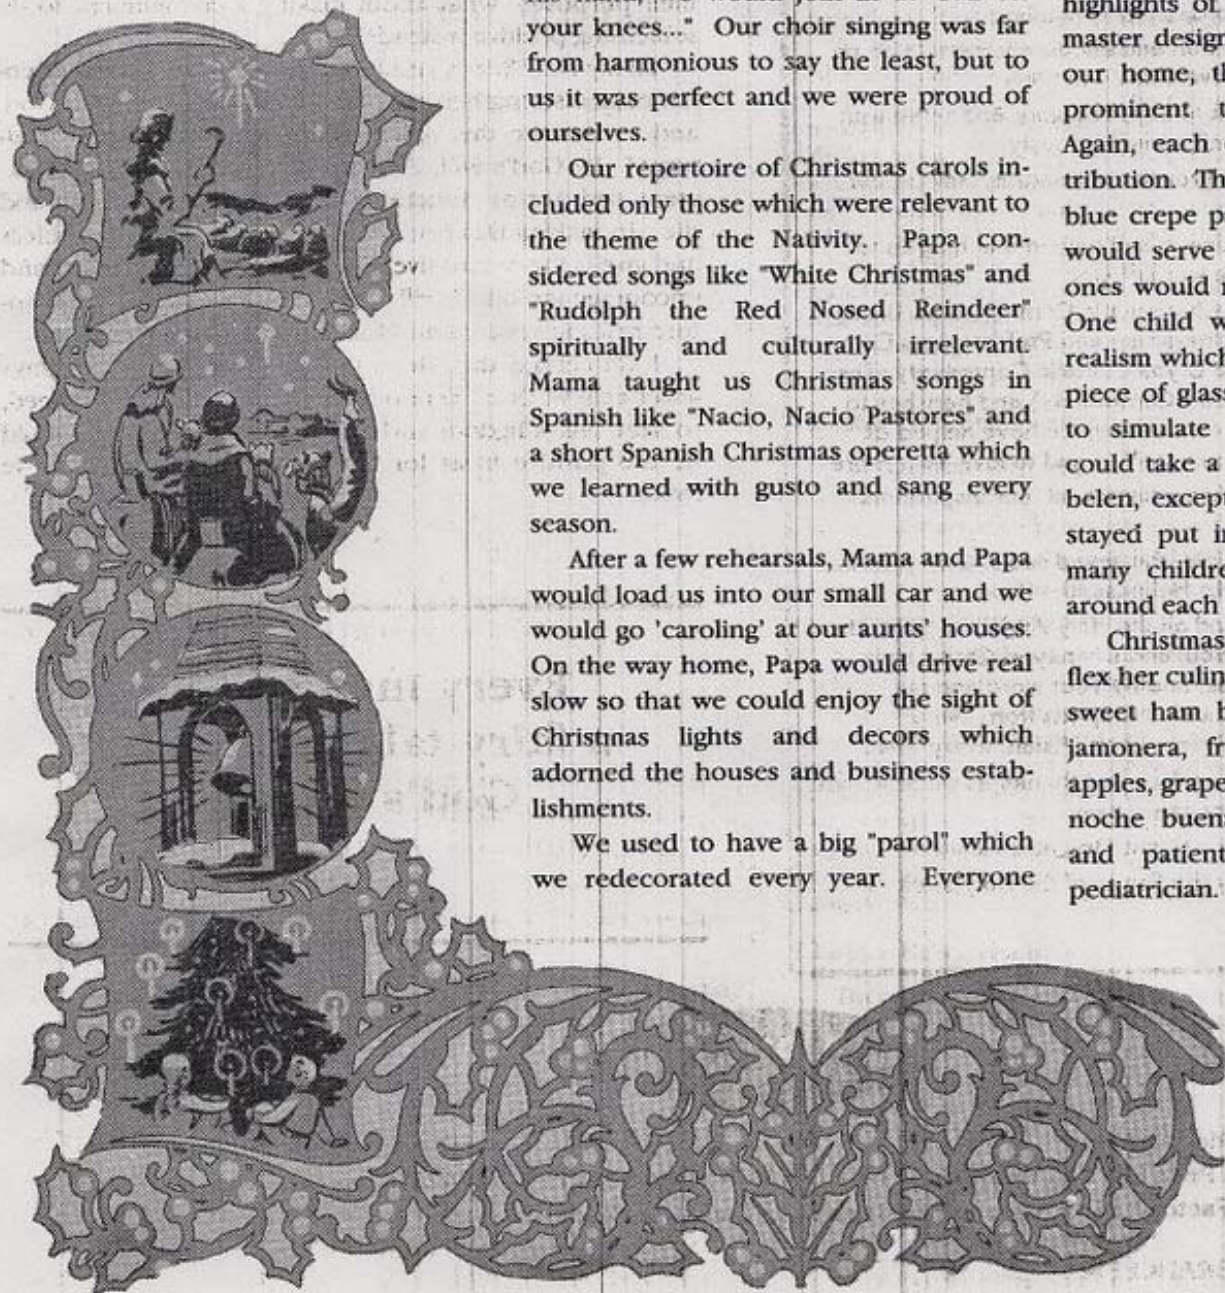 your knees..." Our choir singing was far
from harmonious to say the least, but to
us it was perfect and we were proud of
ourselves.
Our repertoire of Christmas carols in-
cluded only those which were relevant to
the theme of the Nativity. Papa con-
sidered songs like "White Christmas" and
"Rudolph the Red Nosed Reindeer"
spiritually and culturally irrelevant.
Mama taught us Christmas songs in
Spanish like "Nacio, Nacio Pastores" and
a short Spanish Christmas operetta which
we learned with gusto and sang every
season.
After a few rehearsals, Mama and Papa
would load us into our small car and we
would go 'caroling' at our aunts' houses.
On the way home, Papa would drive real
slow so that we could enjoy the sight of
Christmas lights and decors which
adorned the houses and business estab-
lishments.
We used to have a big "parol" which
we redecorated every year. Everyone
highlights of
master design
our home, th
prominent t
Again, each
tribution. Th
blue crepe p
would serve
ones would r
One child w
realism which
piece of glass
to simulate
could take a
belen, except
stayed put i
many childre
around each
Christmas
flex her culin
sweet ham b
jamonera, fr
apples, grape
noche buen
and patient
pediatrician.